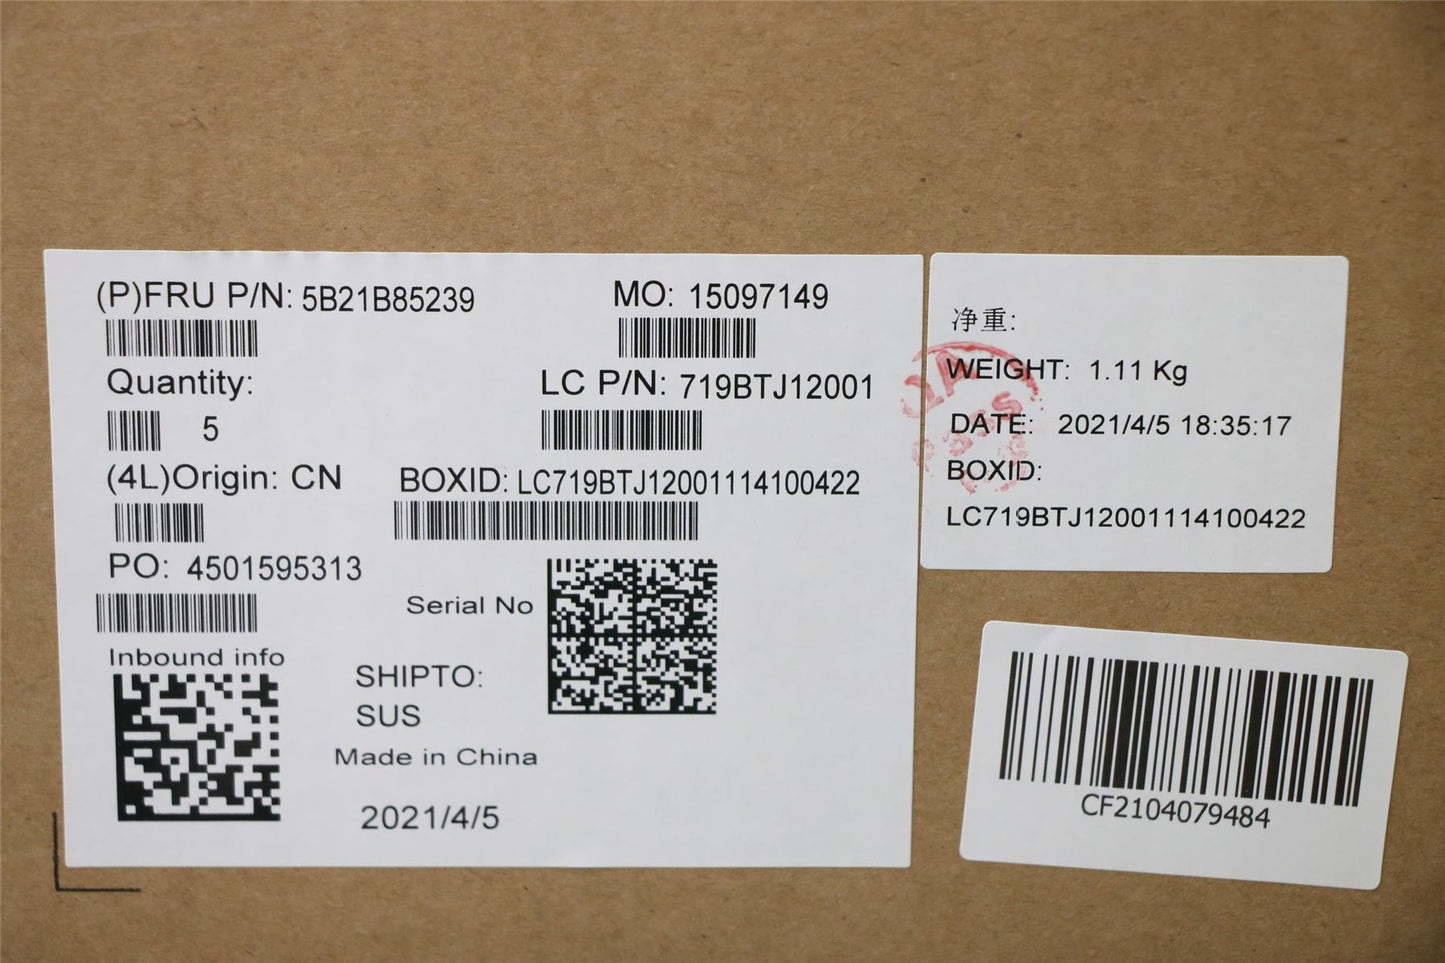 (P)FRU P/N: 5B21B85239
MO: 15097149
Quantity:
5
LC P/N: 719BTJ12001
(4L)Origin: CN
BOXID: LC719BTJ12001114100422
PO: 4501595313
Serial No
Inbound info
SHIPTO:
SUS
Made in China
2021/4/5
净重:
WEIGHT: 1.11 Kg
DATE: 2021/4/5 18:35:17
BOXID:
LC719BTJ12001114100422
QA
CF2104079484